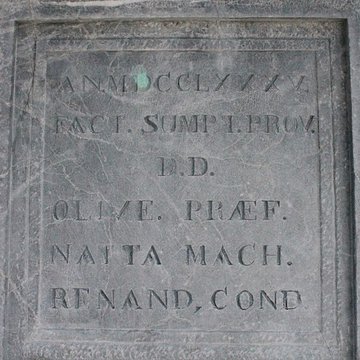 AN.MDCCLXXXV.
FACT. SUMPT. PROV.
D.D.
OLIVE. PRÆF.
NATTA MACH.
RENAND, COND